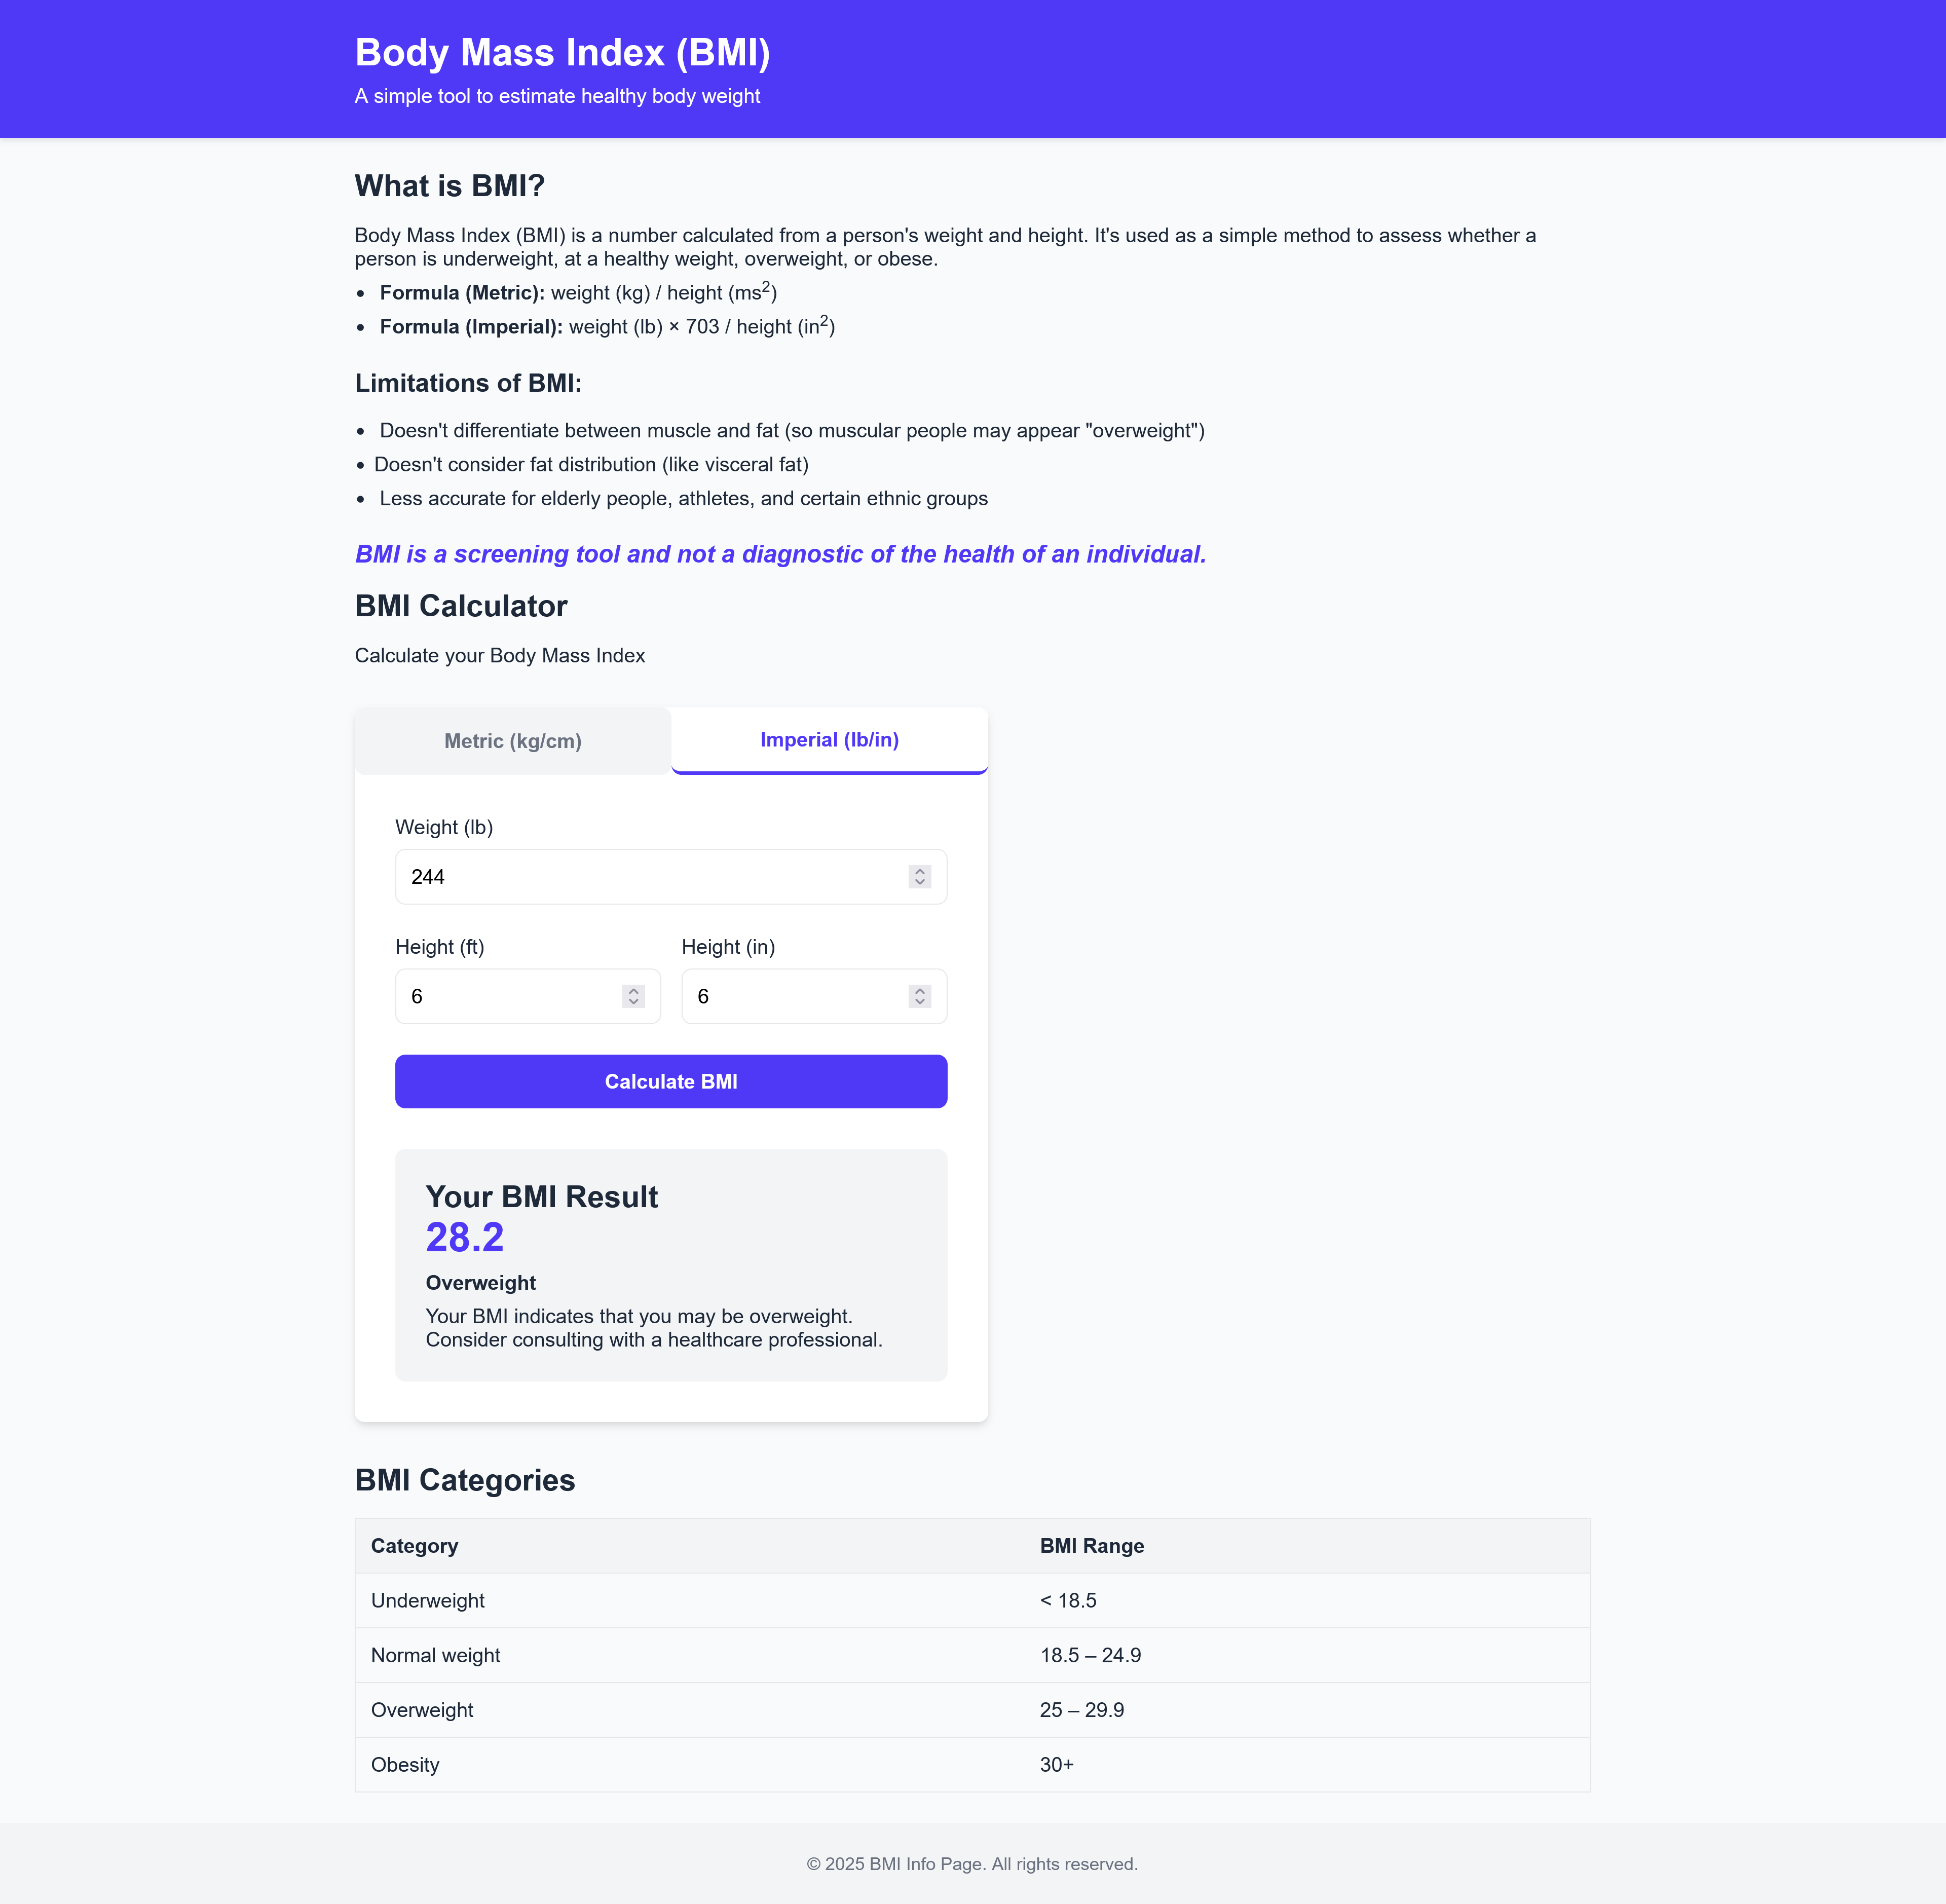 Body Mass Index (BMI)
A simple tool to estimate healthy body weight
What is BMI?
Body Mass Index (BMI) is a number calculated from a person's weight and height. It's used as a simple method to assess whether a
person is underweight, at a healthy weight, overweight, or obese.
• Formula (Metric): weight (kg) / height (ms²)
• Formula (Imperial): weight (lb) × 703 / height (in²)
Limitations of BMI:
• Doesn't differentiate between muscle and fat (so muscular people may appear "overweight")
• Doesn't consider fat distribution (like visceral fat)
• Less accurate for elderly people, athletes, and certain ethnic groups
BMI is a screening tool and not a diagnostic of the health of an individual.
BMI Calculator
Calculate your Body Mass Index
Metric (kg/cm) Imperial (lb/in)
Weight (lb)
244
Height (ft) Height (in)
6 6
Calculate BMI
Your BMI Result
28.2
Overweight
Your BMI indicates that you may be overweight.
Consider consulting with a healthcare professional.
BMI Categories
Category BMI Range
Underweight < 18.5
Normal weight 18.5 – 24.9
Overweight 25 – 29.9
Obesity 30+
© 2025 BMI Info Page. All rights reserved.